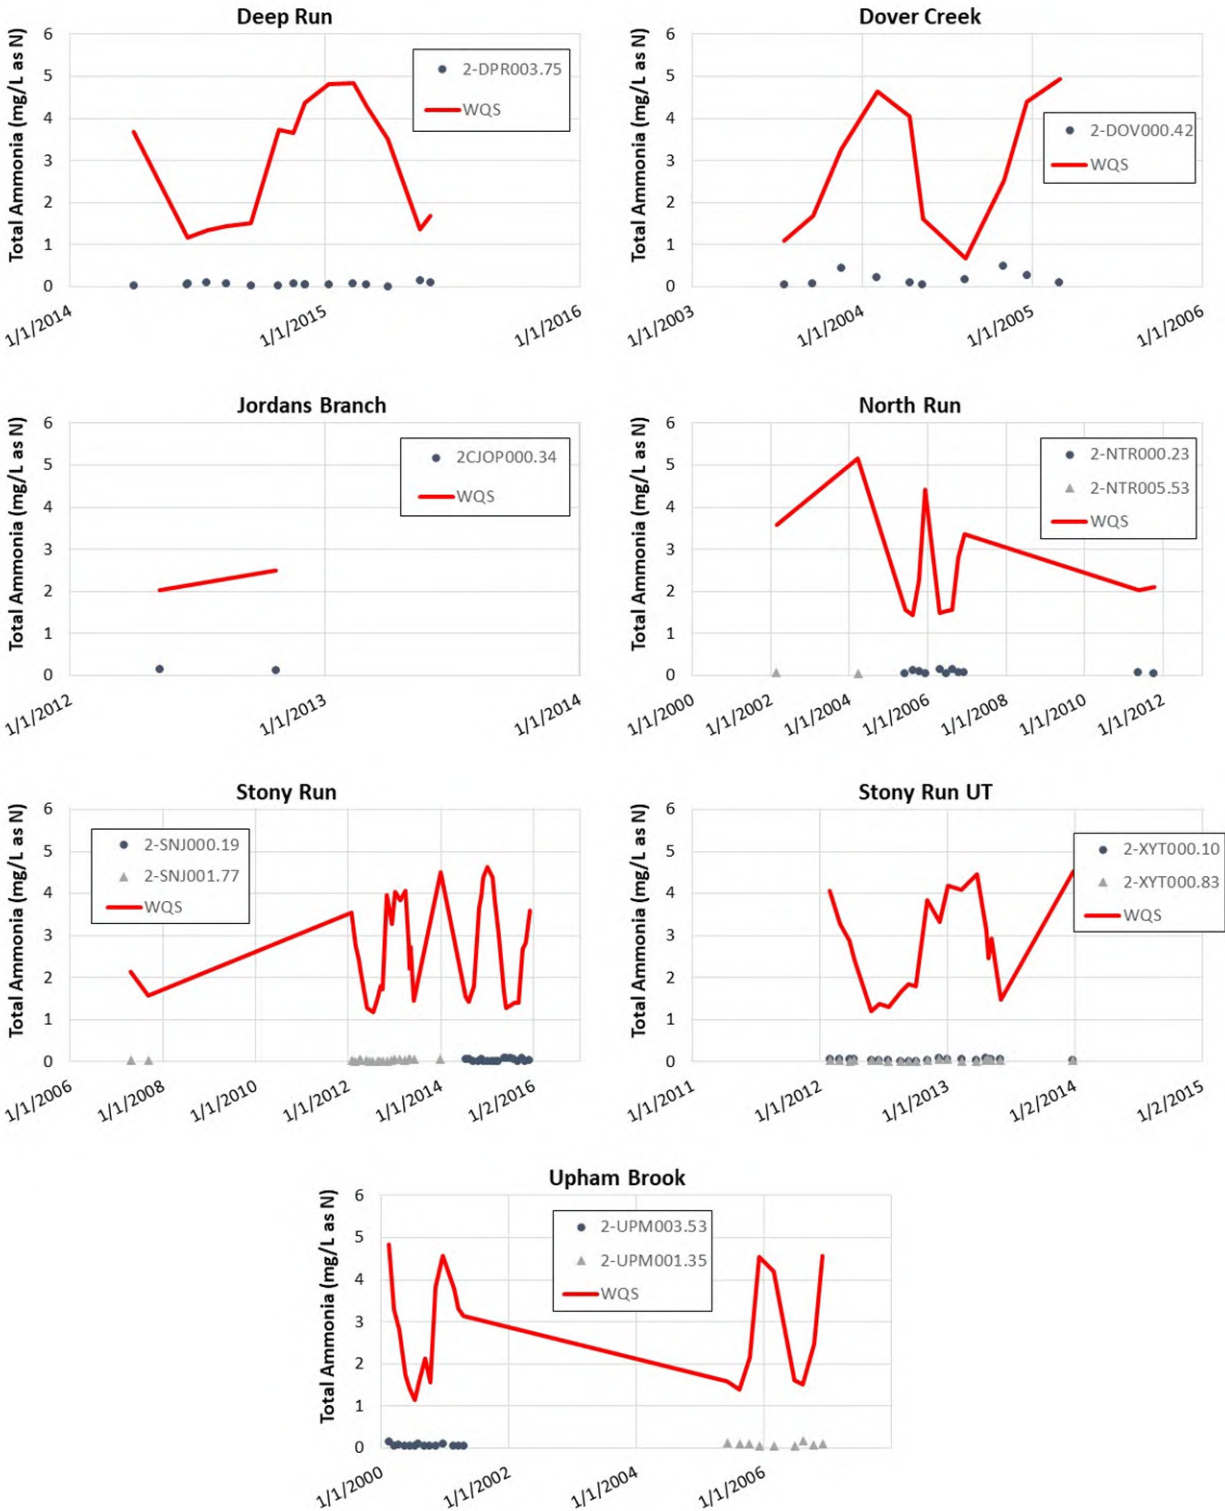 Deep Run
Total Ammonia (mg/L as N)
6
5
4
3
2
1
0
2-DPR003.75
WQS
1/1/2014
1/1/2015
1/1/2016
Dover Creek
Total Ammonia (mg/L as N)
6
5
4
3
2
1
0
2-DOV000.42
WQS
1/1/2003
1/1/2004
1/1/2005
1/1/2006
Jordans Branch
Total Ammonia (mg/L as N)
6
5
4
3
2
1
0
2CJOP000.34
WQS
1/1/2012
1/1/2013
1/1/2014
North Run
Total Ammonia (mg/L as N)
6
5
4
3
2
1
0
2-NTR000.23
2-NTR005.53
WQS
1/1/2000
1/1/2002
1/1/2004
1/1/2006
1/1/2008
1/1/2010
1/1/2012
Stony Run
Total Ammonia (mg/L as N)
6
5
4
3
2
1
0
2-SNJ000.19
2-SNJ001.77
WQS
1/1/2006
1/1/2008
1/1/2010
1/1/2012
1/1/2014
1/2/2016
Stony Run UT
Total Ammonia (mg/L as N)
6
5
4
3
2
1
0
2-XYT000.10
2-XYT000.83
WQS
1/1/2011
1/1/2012
1/1/2013
1/2/2014
1/2/2015
Upham Brook
Total Ammonia (mg/L as N)
6
5
4
3
2
1
0
2-UPM003.53
2-UPM001.35
WQS
1/1/2000
1/1/2002
1/1/2004
1/1/2006